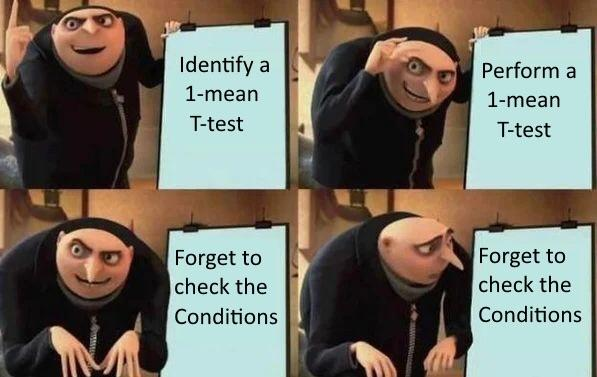 Identify a
1-mean
T-test
Perform a
1-mean
T-test
Forget to
check the
Conditions
Forget to
check the
Conditions